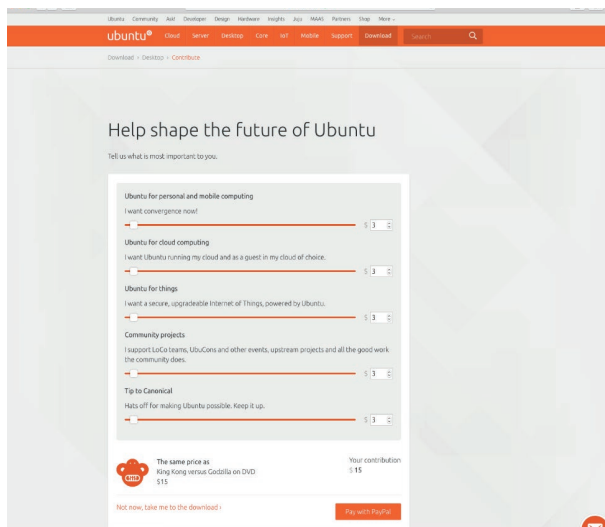 Ubuntu Community Ask! Developer Design Hardware Insights Juju MAAS Partners Shop More
ubuntu® Cloud Server Desktop Core IoT Mobile Support Download Search
Download › Desktop › Contribute
Help shape the future of Ubuntu
Tell us what is most important to you.
Ubuntu for personal and mobile computing
I want convergence now!
$ 3
Ubuntu for cloud computing
I want Ubuntu running my cloud and as a guest in my cloud of choice.
$ 3
Ubuntu for things
I want a secure, upgradeable Internet of Things, powered by Ubuntu.
$ 3
Community projects
I support LoCo teams, UbuCons and other events, upstream projects and all the good work
the community does.
$ 3
Tip to Canonical
Hats off for making Ubuntu possible. Keep it up.
$ 3
The same price as
King Kong versus Godzilla on DVD
$15
Your contribution
$ 15
Not now, take me to the download ›
Pay with PayPal